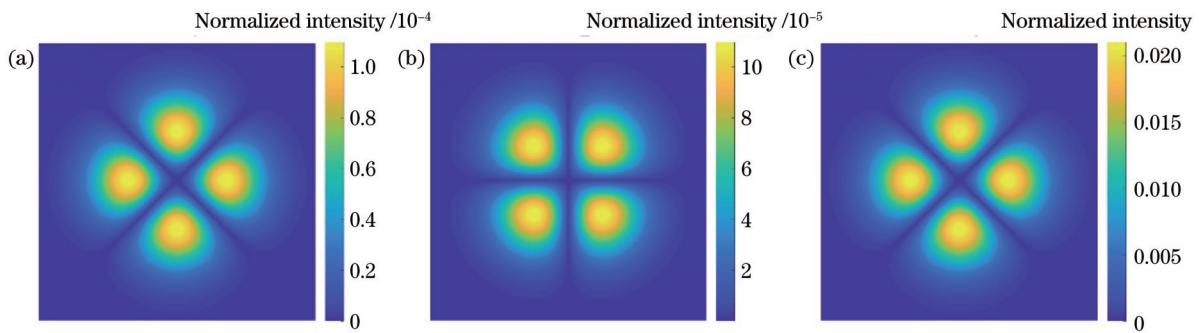 Normalized intensity /10⁻⁴
Normalized intensity /10⁻⁵
Normalized intensity
(a)
1.0
0.8
0.6
0.4
0.2
0
(b)
10
8
6
4
2
(c)
0.020
0.015
0.010
0.005
0